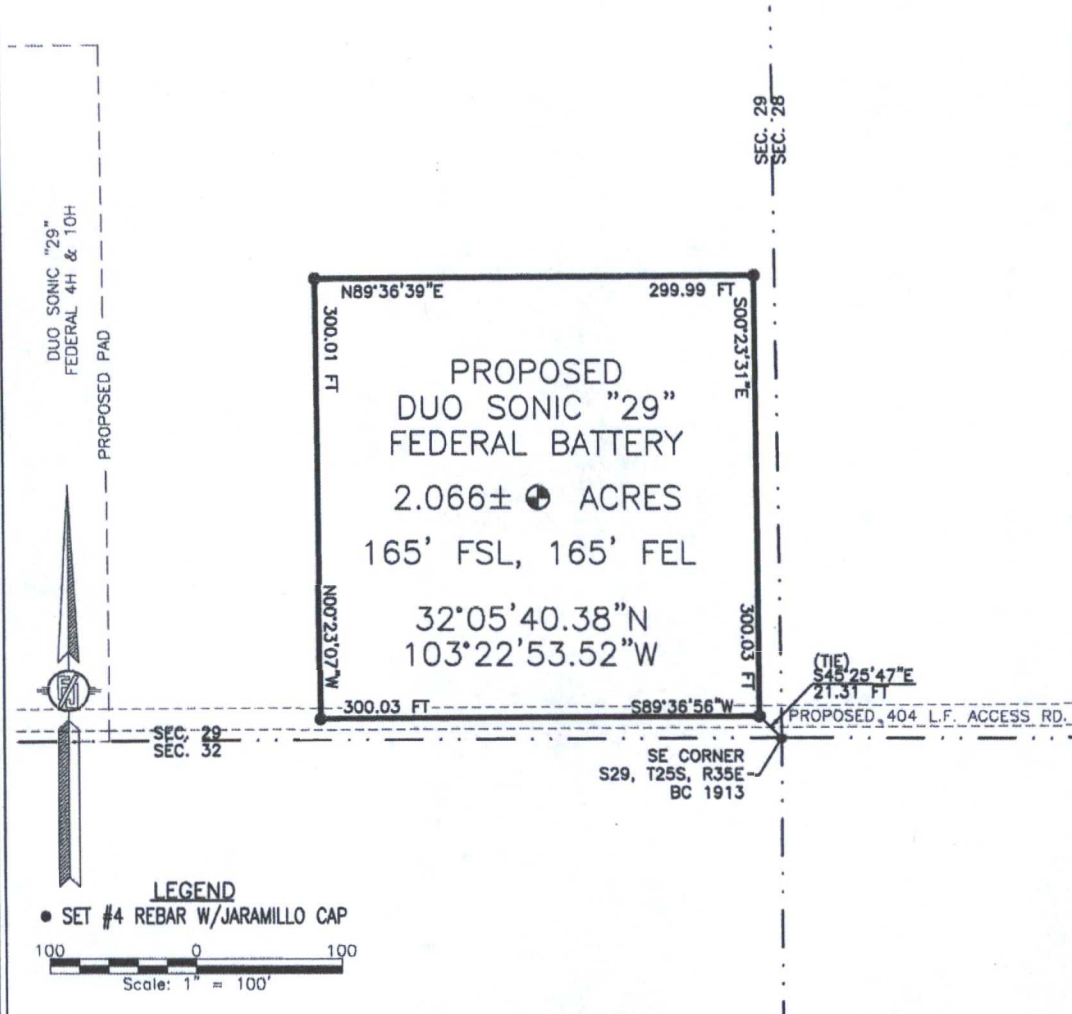 SEC. 29
SEC. 28
DUO SONIC "29"
FEDERAL 4H & 10H
PROPOSED PAD
N89°36'39"E
299.99 FT
300.01 FT
S00°23'31"E
PROPOSED
DUO SONIC "29"
FEDERAL BATTERY
2.066± ACRES
165' FSL, 165' FEL
32°05'40.38"N
103°22'53.52"W
N00°23'07"W
300.03 FT
300.03 FT
S89°36'56"W
(TIE)
S45°25'47"E
21.31 FT
PROPOSED 404 L.F. ACCESS RD.
SEC. 29
SEC. 32
SE CORNER
S29, T25S, R35E
BC 1913
LEGEND
● SET #4 REBAR W/JARAMILLO CAP
100 0 100
Scale: 1" = 100'